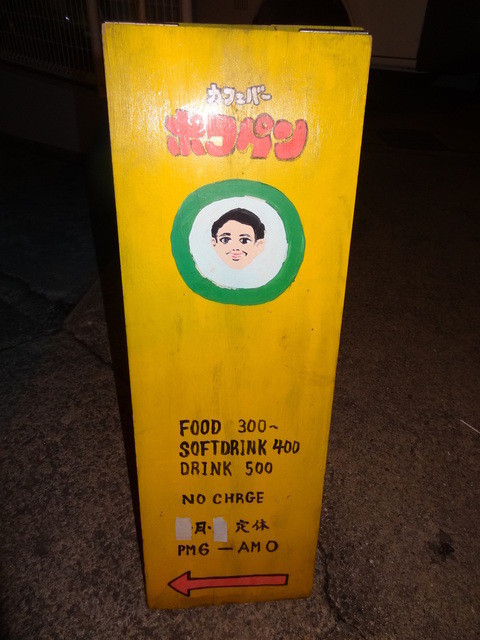 カフェバー
ポコペン
FOOD 300~
SOFTDRINK 400
DRINK 500
NO CHRGE
・月・ 定休
PM6 — AM0